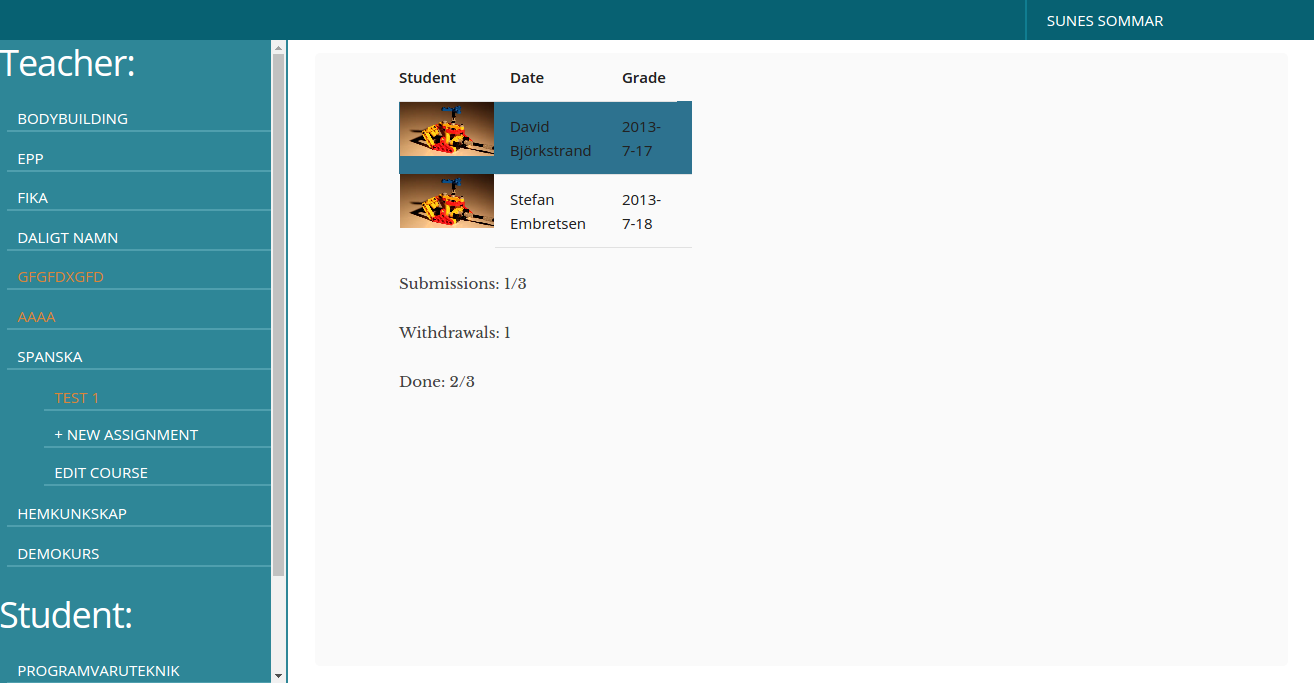 SUNES SOMMAR
Teacher:
BODYBUILDING
EPP
FIKA
DALIGT NAMN
GFGFDXGFD
AAAA
SPANSKA
TEST 1
+ NEW ASSIGNMENT
EDIT COURSE
HEMKUNKSKAP
DEMOKURS
Student:
PROGRAMVARUTEKNIK
Student Date Grade
David 2013-
Björkstrand 7-17
Stefan 2013-
Embretsen 7-18
Submissions: 1/3
Withdrawals: 1
Done: 2/3